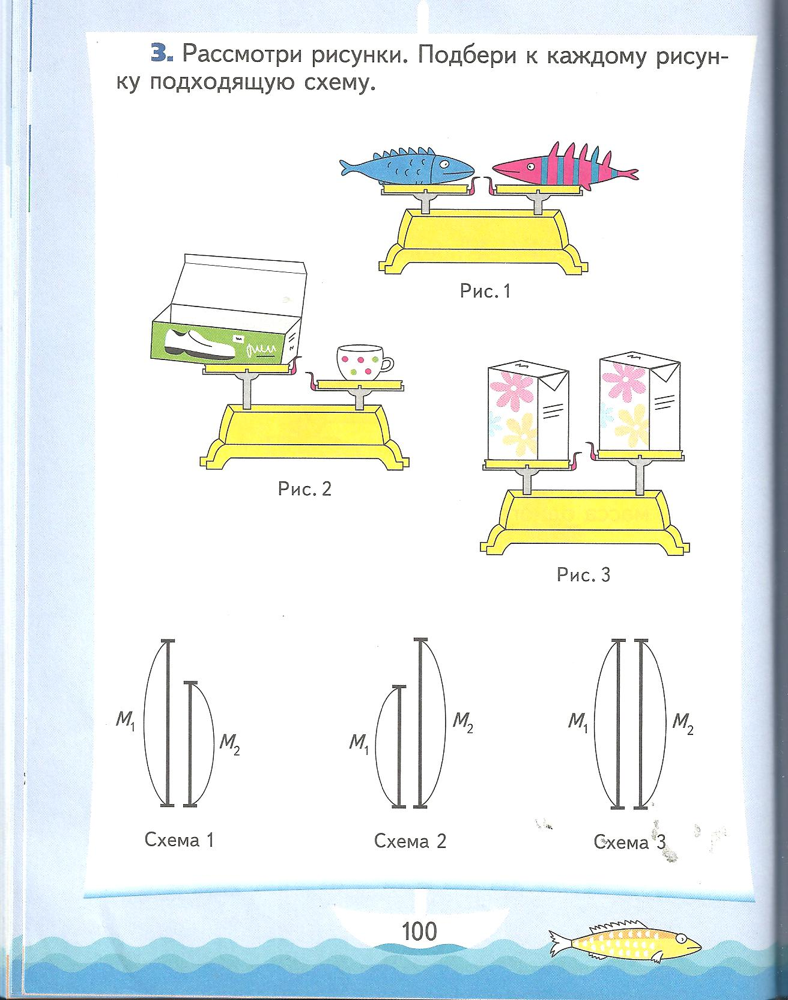 3. Рассмотри рисунки. Подбери к каждому рисун-
ку подходящую схему.
Рис. 1
Рис. 2
Рис. 3
M₁
M₂
M₁
M₂
M₁
M₂
Схема 1
Схема 2
Схема 3
100